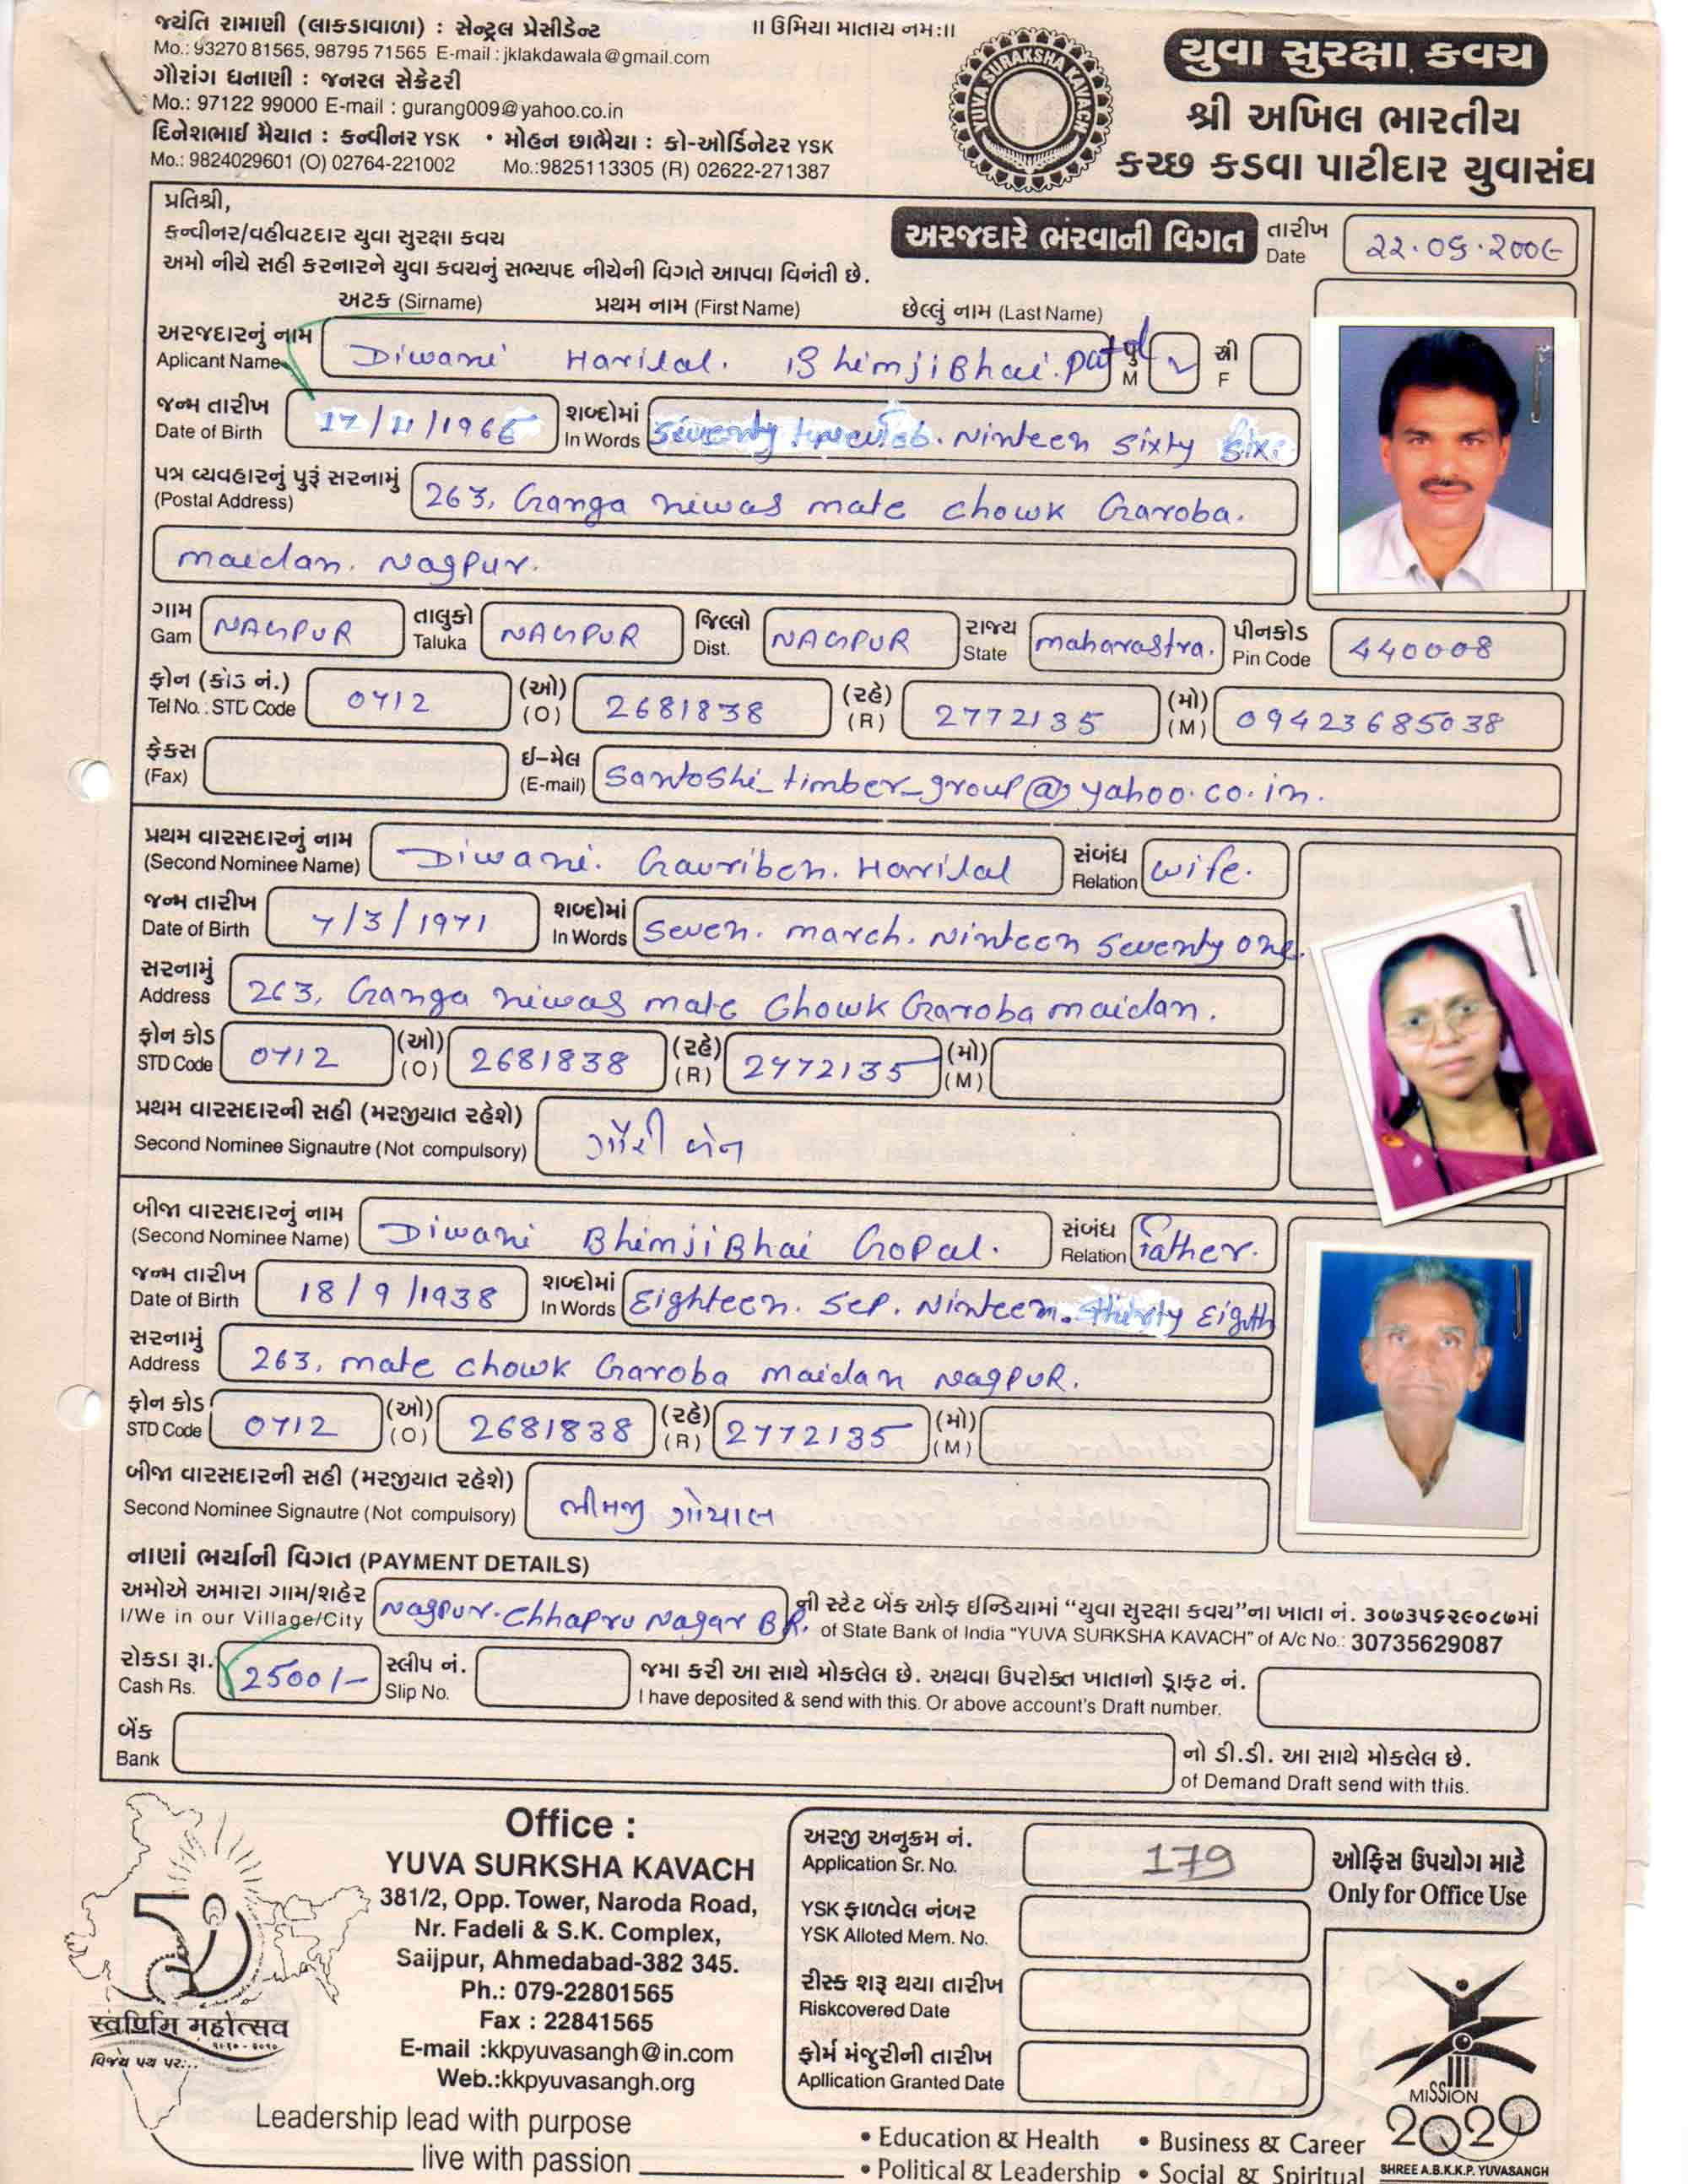 જયંતિ રામાણી (લાકડાવાળા) : સેન્ટ્રલ પ્રેસીડેન્ટ
Mo.: 93270 81565, 98795 71565 E-mail : jklakdawala@gmail.com
ગૌરાંગ ધનાણી : જનરલ સેક્રેટરી
Mo.: 97122 99000 E-mail : gurang009@yahoo.co.in
દિનેશભાઈ મૈયાત : કન્વીનર YSK • મોહન છાભૈયા : કો-ઓર્ડિનેટર YSK
Mo.: 9824029601 (O) 02764-221002 Mo.:9825113305 (R) 02622-271387
॥ ઉમિયા માતાય નમઃ॥
YUVA SURAKSHA KAVACH
યુવા સુરક્ષા કવચ
શ્રી અખિલ ભારતીય
કચ્છ કડવા પાટીદાર યુવાસંઘ
પ્રતિશ્રી,
કન્વીનર/વહીવટદાર યુવા સુરક્ષા કવચ
અમો નીચે સહી કરનારને યુવા કવચનું સભ્યપદ નીચેની વિગતે આપવા વિનંતી છે.
અરજદારે ભરવાની વિગત
તારીખ Date ૨૨.૦૬.૨૦૦૯
અટક (Sirname) પ્રથમ નામ (First Name) છેલ્લું નામ (Last Name)
અરજદારનું નામ Aplicant Name Diwani Harilal. BhimjiBhai. Patel પુ M ✓ સ્ત્રી F
જન્મ તારીખ Date of Birth 17/11/1966 શબ્દોમાં In Words Ninteen Sixty Sixe
પત્ર વ્યવહારનું પુરૂં સરનામું (Postal Address) 263, Ganga niwas mate chowk Garoba.
maidan. Nagpur.
ગામ Gam NAGPUR તાલુકો Taluka NAGPUR જિલ્લો Dist. NAGPUR રાજ્ય State maharastra. પીનકોડ Pin Code 440008
ફોન (કોડ નં.) Tel No. : STD Code 0712 (ઓ) (O) 2681838 (રહે) (R) 2772135 (મો) (M) 09423685038
ફેકસ (Fax) ઈ-મેલ (E-mail) Santoshi_timber_group@yahoo.co.in.
પ્રથમ વારસદારનું નામ (Second Nominee Name) Diwani. Gauriben. Harilal સંબંધ Relation wife.
જન્મ તારીખ Date of Birth 7/3/1971 શબ્દોમાં In Words Seven. march. Ninteen Seventy one.
સરનામું Address 263, Ganga niwas mate Chowk Garoba maidan.
ફોન કોડ STD Code 0712 (ઓ) (O) 2681838 (રહે) (R) 2772135 (મો) (M)
પ્રથમ વારસદારની સહી (મરજીયાત રહેશે)
Second Nominee Signautre (Not compulsory) ગૌરી બેન
બીજા વારસદારનું નામ (Second Nominee Name) Diwani BhimjiBhai Gopal. સંબંધ Relation Father.
જન્મ તારીખ Date of Birth 18/9/1938 શબ્દોમાં In Words Eighteen. Sep. Ninteen. thirty Eighth
સરનામું Address 263, mate chowk Garoba maidan NagpuR.
ફોન કોડ STD Code 0712 (ઓ) (O) 2681838 (રહે) (R) 2772135 (મો) (M)
બીજા વારસદારની સહી (મરજીયાત રહેશે)
Second Nominee Signautre (Not compulsory) ભીમજી ગોપાલ
નાણાં ભર્યાની વિગત (PAYMENT DETAILS)
અમોએ અમારા ગામ/શહેર I/We in our Village/City Nagpur. Chhapru Nagar BR. ની સ્ટેટ બેંક ઓફ ઈન્ડિયામાં “યુવા સુરક્ષા કવચ”ના ખાતા નં. ૩૦૭૩૫૬૨૯૦૮૭માં
of State Bank of India "YUVA SURKSHA KAVACH" of A/c No.: 30735629087
રોકડા રૂા. Cash Rs. 2500/- સ્લીપ નં. Slip No. જમા કરી આ સાથે મોકલેલ છે. અથવા ઉપરોક્ત ખાતાનો ડ્રાફ્ટ નં.
I have deposited & send with this. Or above account's Draft number.
બેંક Bank નો ડી.ડી. આ સાથે મોકલેલ છે.
of Demand Draft send with this.
Office :
YUVA SURKSHA KAVACH
381/2, Opp. Tower, Naroda Road,
Nr. Fadeli & S.K. Complex,
Saijpur, Ahmedabad-382 345.
Ph.: 079-22801565
Fax : 22841565
E-mail :kkpyuvasangh@in.com
Web.:kkpyuvasangh.org
અરજી અનુક્રમ નં. Application Sr. No. 179
YSK ફાળવેલ નંબર YSK Alloted Mem. No.
રીસ્ક શરૂ થયા તારીખ Riskcovered Date
ફોર્મ મંજુરીની તારીખ Apllication Granted Date
ઓફિસ ઉપયોગ માટે
Only for Office Use
50
स्वर्णिम महोत्सव
૧૯૬૦ - ૨૦૧૦
વિજય પથ પર...
Leadership lead with purpose
live with passion
• Education & Health • Business & Career
• Political & Leadership • Social & Spiritual
MISSION
2020
SHREE A.B.K.K.P. YUVASANGH